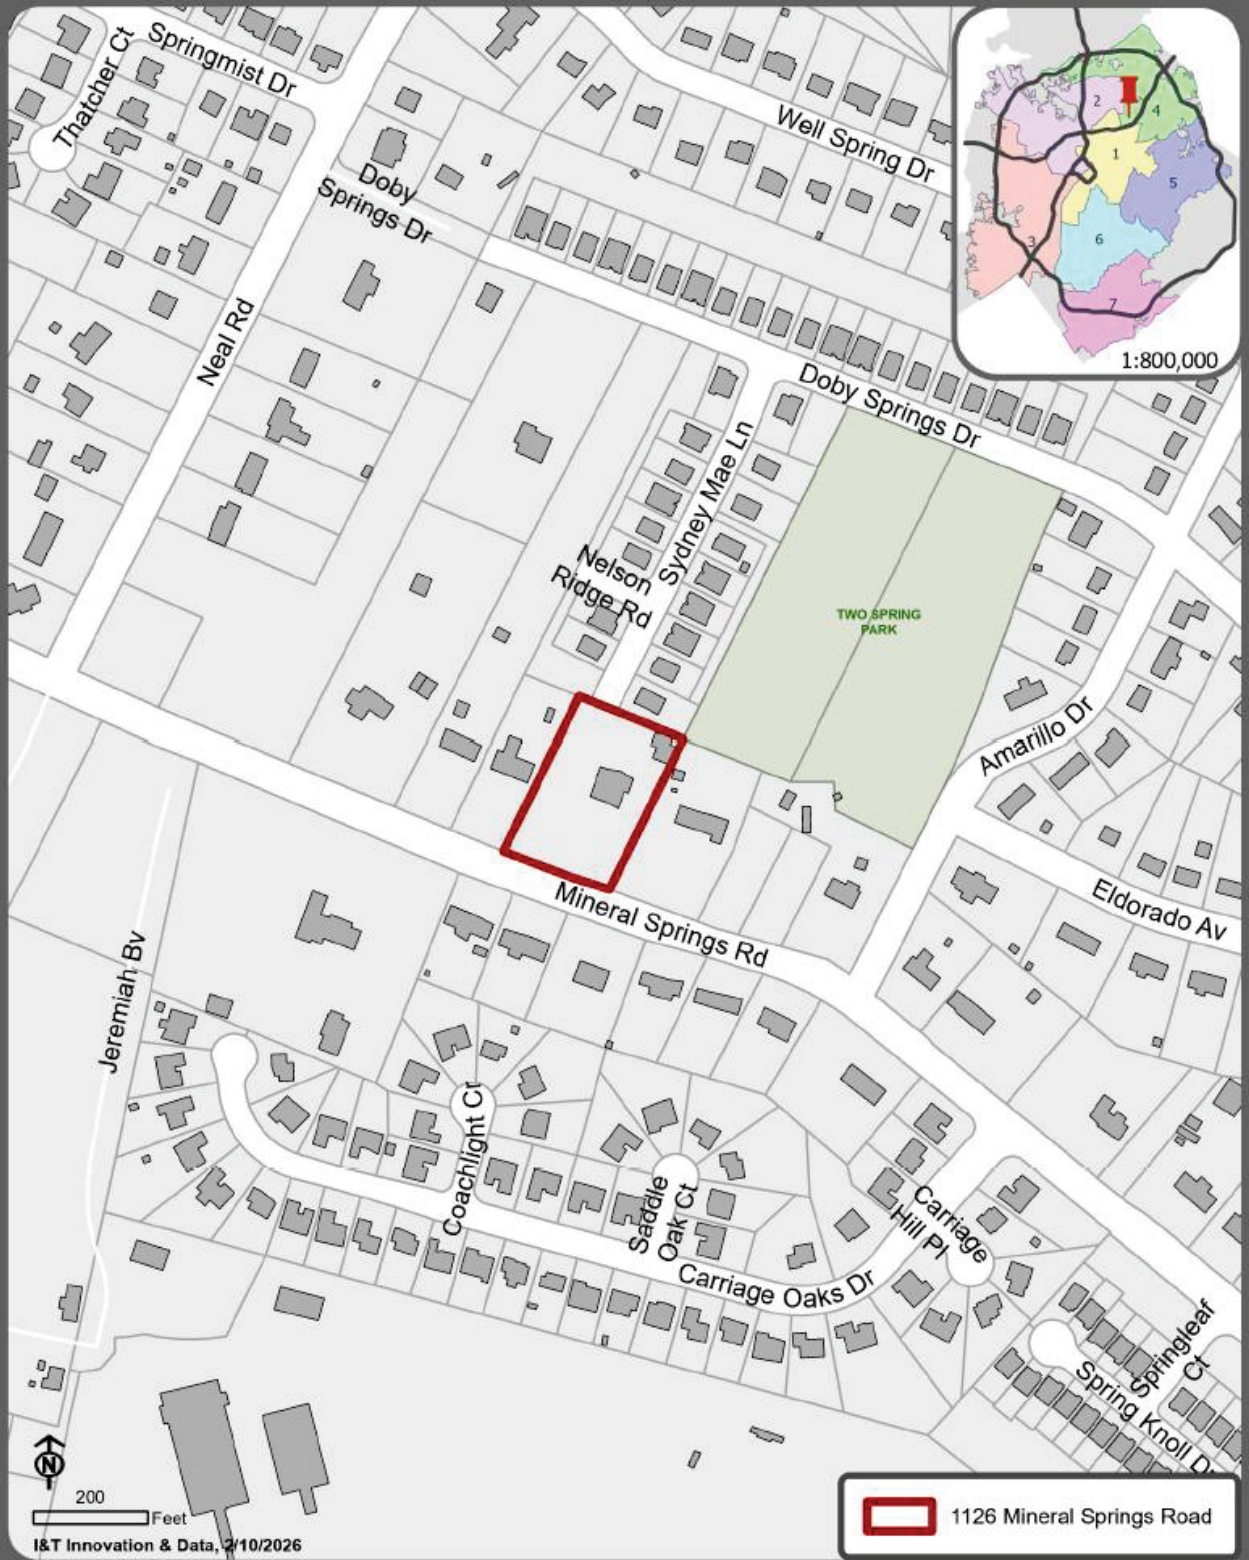 Thatcher Ct
Springmist Dr
Well Spring Dr
Doby
Springs Dr
Neal Rd
2
4
1
5
3
6
7
1:800,000
Doby Springs Dr
Sydney Mae Ln
Nelson
Ridge Rd
TWO SPRING
PARK
Amarillo Dr
Eldorado Av
Mineral Springs Rd
Jeremiah Bv
Coachlight Cr
Saddle
Oak Ct
Carriage
Hill Pl
Carriage Oaks Dr
Springleaf
Ct
Spring Knoll Dr
N
200
Feet
I&T Innovation & Data, 2/10/2026
1126 Mineral Springs Road